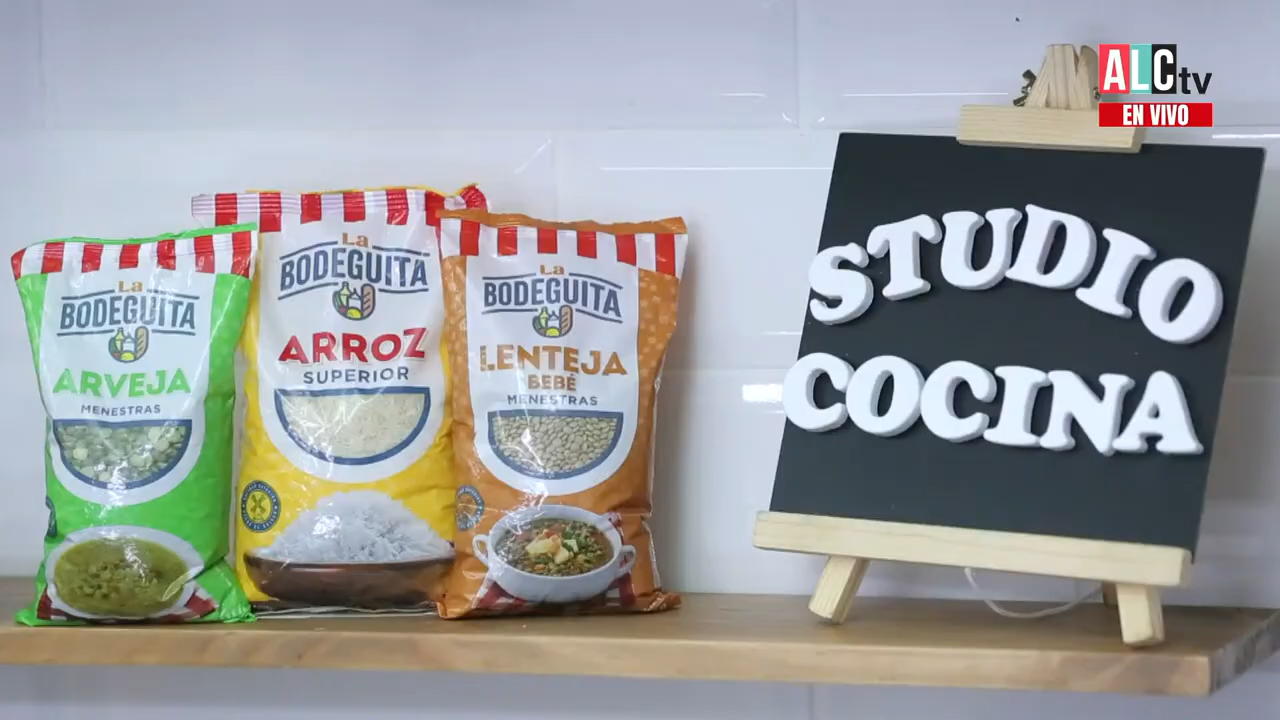 ALCtv
EN VIVO
La
BODEGUITA
ARVEJA
MENESTRAS
La
BODEGUITA
ARROZ
SUPERIOR
La
BODEGUITA
LENTEJA
BEBÉ
MENESTRAS
STUDIO
COCINA